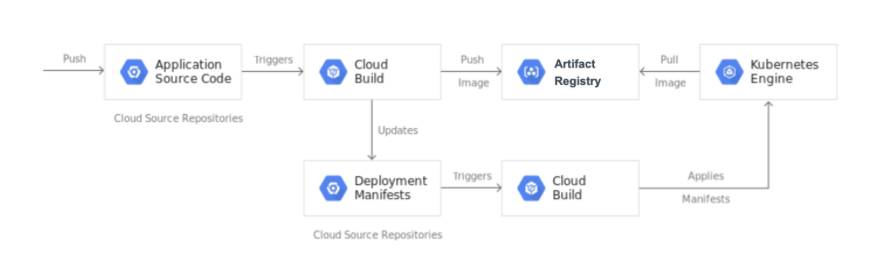 Push
Application
Source Code
Triggers
Cloud
Build
Push
Image
Artifact
Registry
Pull
Image
Kubernetes
Engine
Cloud Source Repositories
Updates
Deployment
Manifests
Triggers
Cloud
Build
Applies
Manifests
Cloud Source Repositories